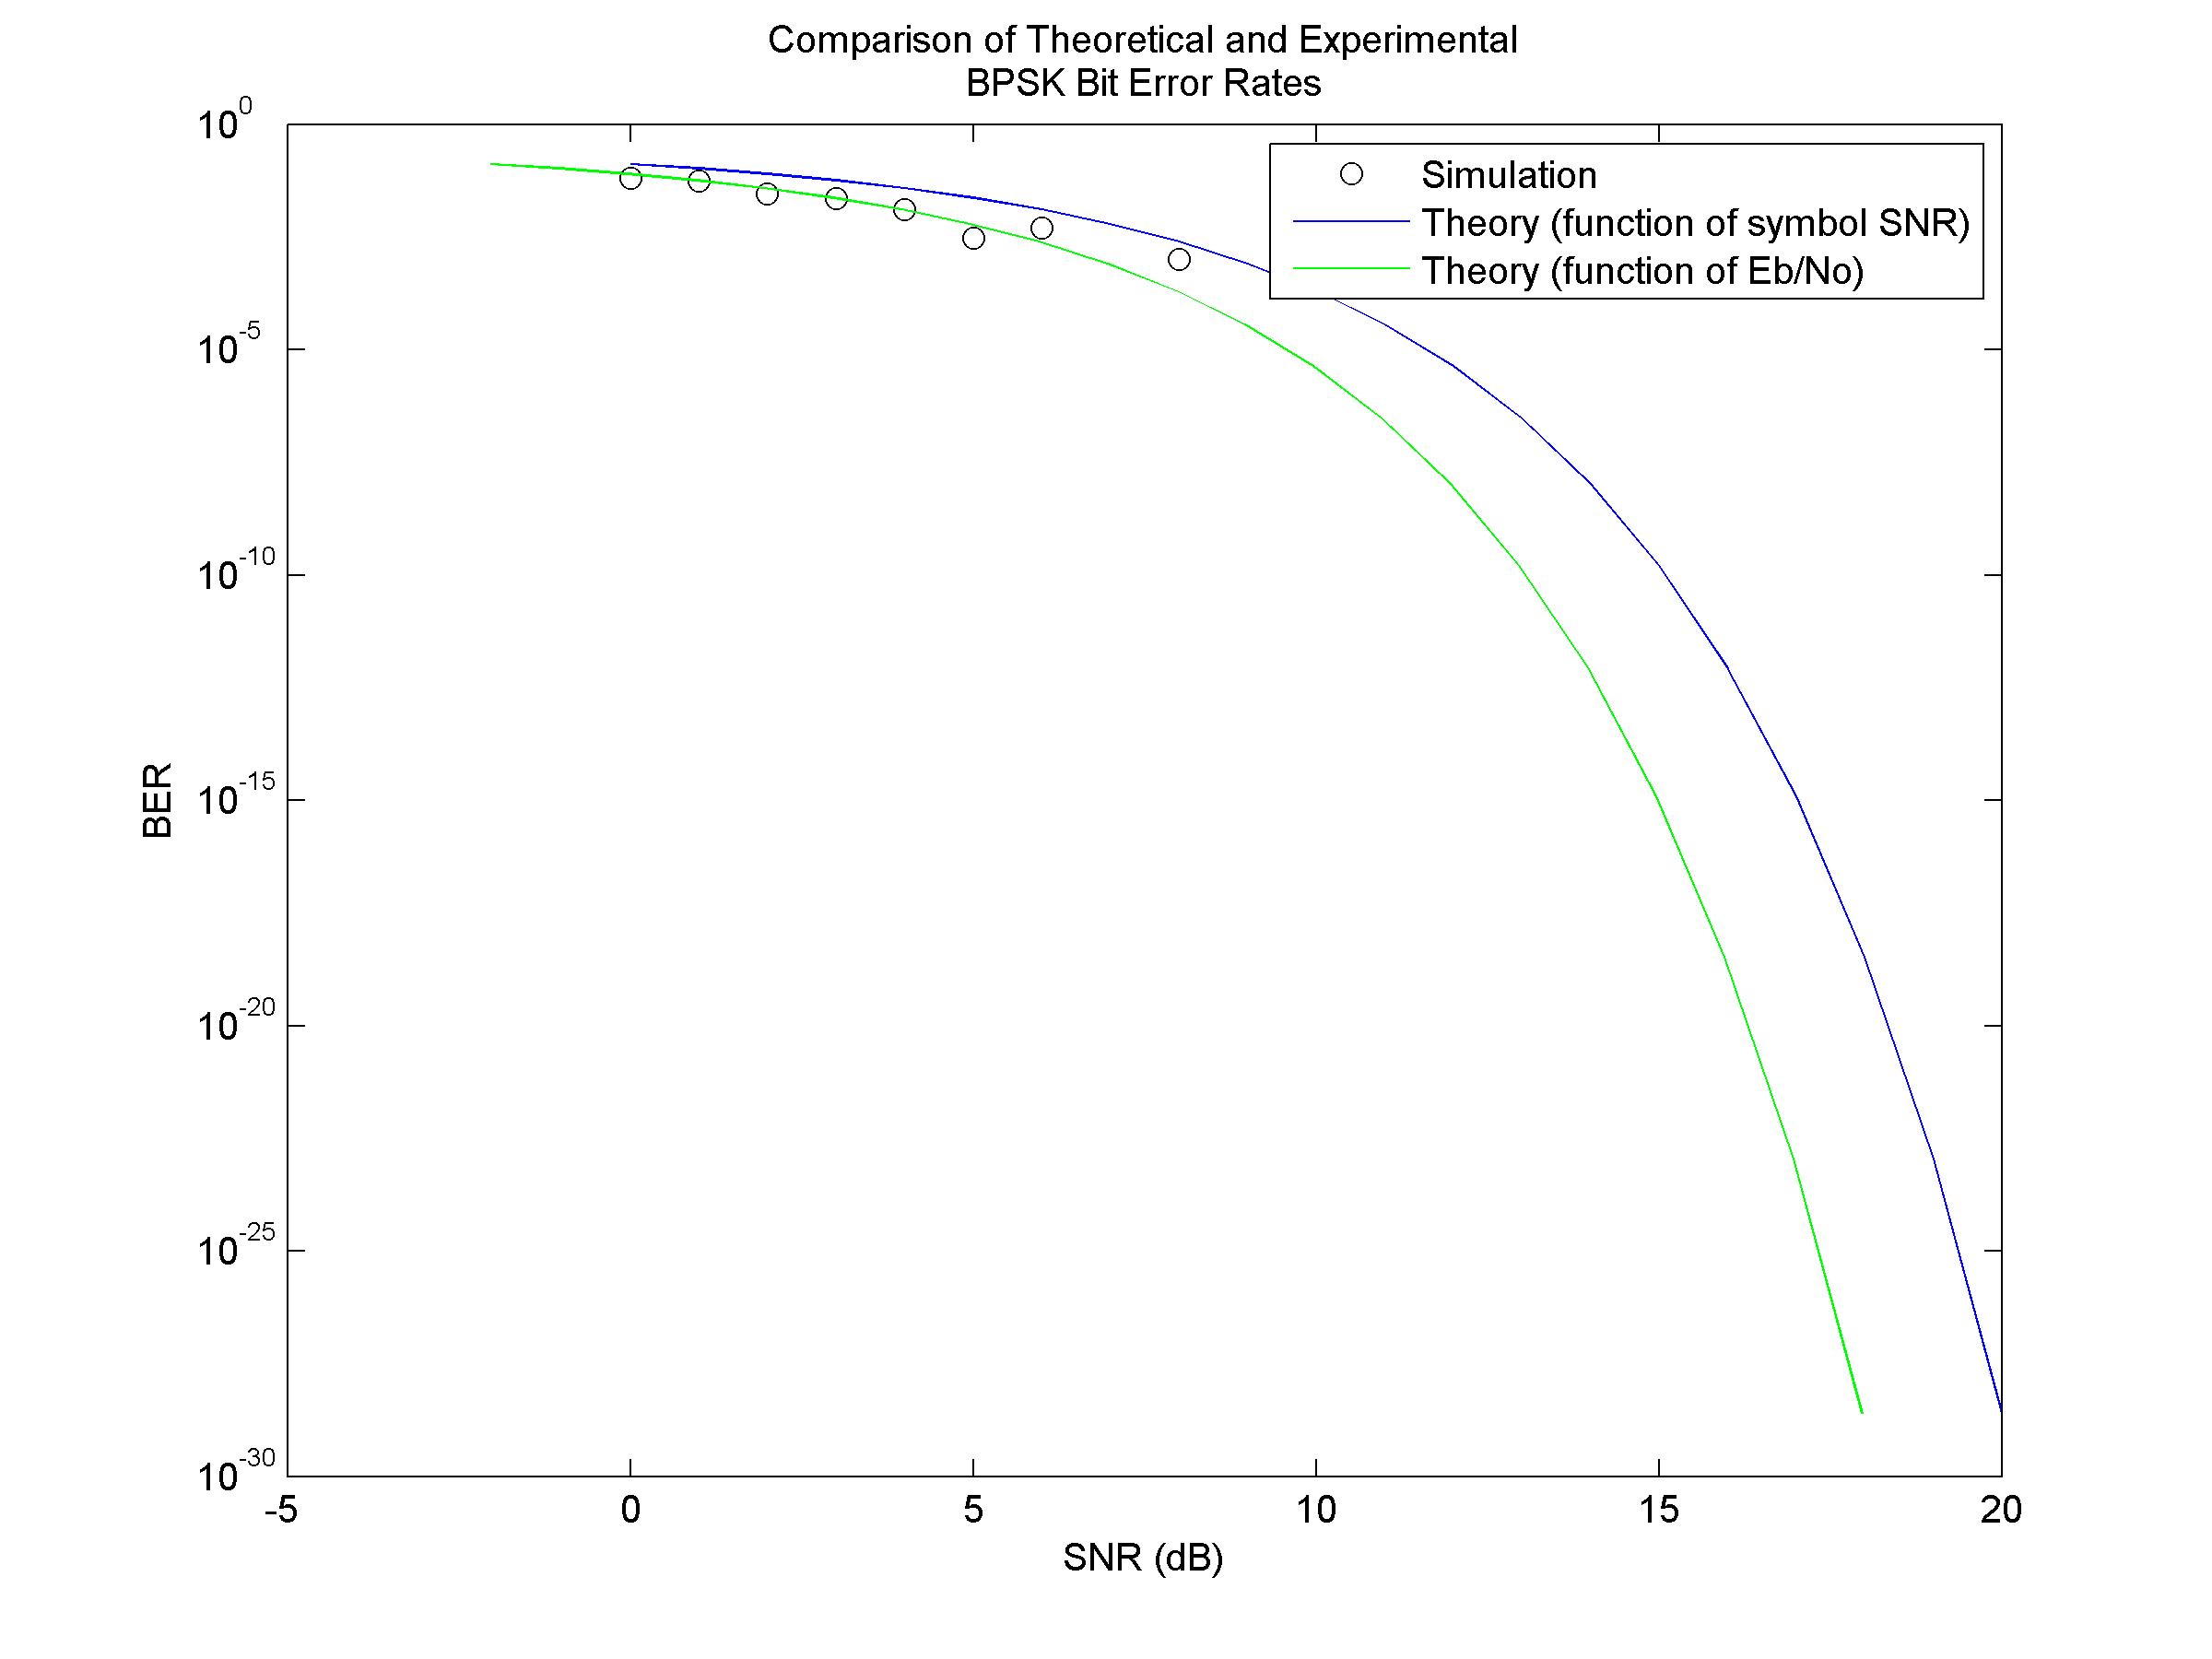 Comparison of Theoretical and Experimental
BPSK Bit Error Rates
10^0
10^-5
10^-10
10^-15
10^-20
10^-25
10^-30
BER
Simulation
Theory (function of symbol SNR)
Theory (function of Eb/No)
-5 0 5 10 15 20
SNR (dB)